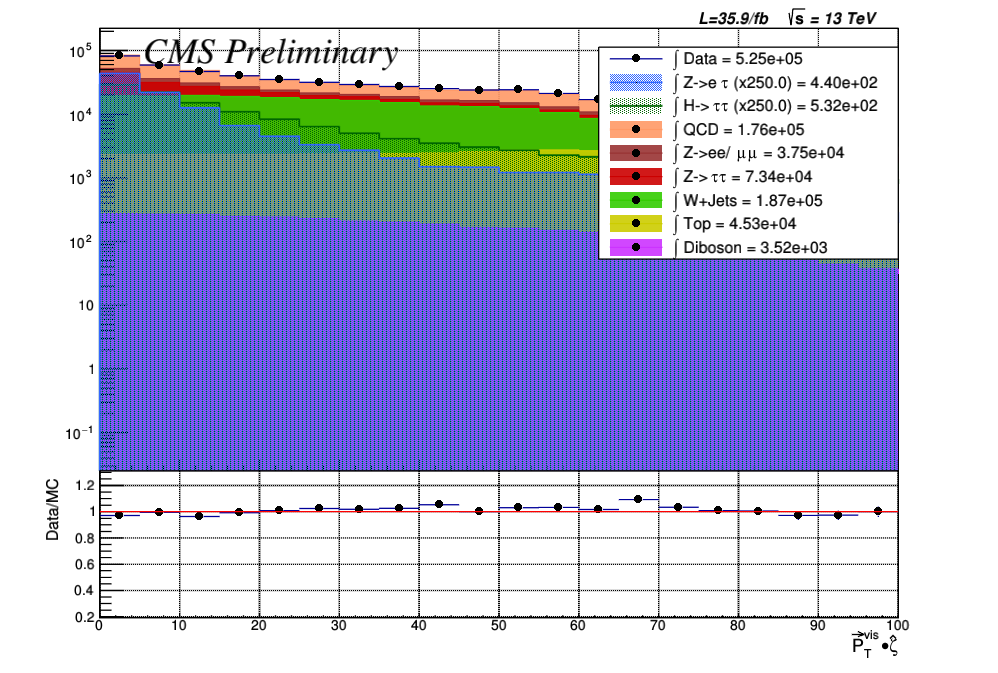 L=35.9/fb √s = 13 TeV
CMS Preliminary
∫ Data = 5.25e+05
∫ Z->e τ (x250.0) = 4.40e+02
∫ H-> ττ (x250.0) = 5.32e+02
∫ QCD = 1.76e+05
∫ Z->ee/ μμ = 3.75e+04
∫ Z-> ττ = 7.34e+04
∫ W+Jets = 1.87e+05
∫ Top = 4.53e+04
∫ Diboson = 3.52e+03
10⁵
10⁴
10³
10²
10
1
10⁻¹
Data/MC
1.2
1
0.8
0.6
0.4
0.2
0 10 20 30 40 50 60 70 80 90 100
P⃗_T^vis • ζ̂